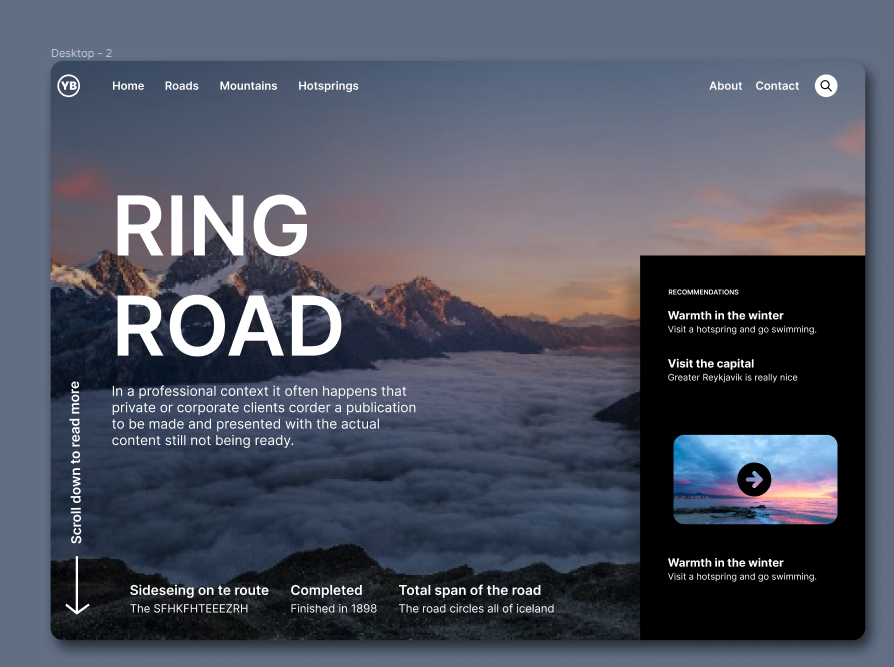 Desktop - 2
YB
Home Roads Mountains Hotsprings About Contact
RING
ROAD
In a professional context it often happens that
private or corporate clients corder a publication
to be made and presented with the actual
content still not being ready.
Scroll down to read more
Sideseing on te route
The SFHKFHTEEEZRH
Completed
Finished in 1898
Total span of the road
The road circles all of iceland
RECOMMENDATIONS
Warmth in the winter
Visit a hotspring and go swimming.
Visit the capital
Greater Reykjavik is really nice
Warmth in the winter
Visit a hotspring and go swimming.